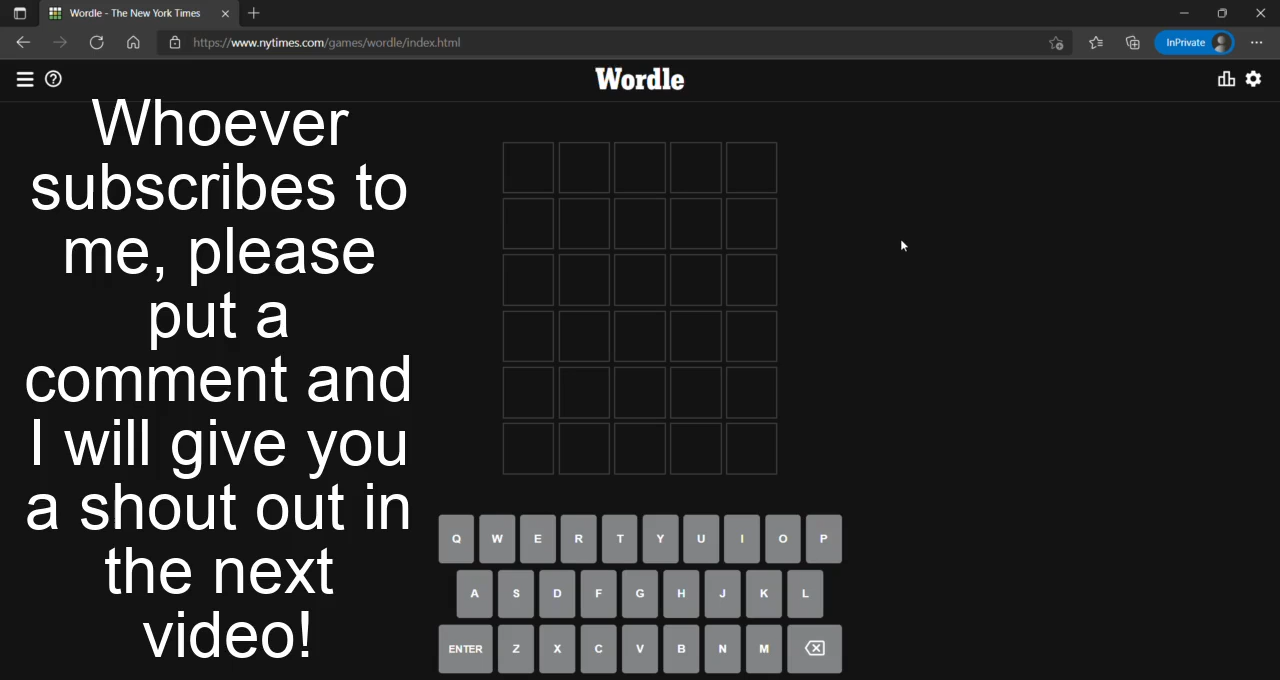 Wordle - The New York Times
https://www.nytimes.com/games/wordle/index.html
InPrivate
Wordle
Whoever
subscribes to
me, please
put a
comment and
I will give you
a shout out in
the next
video!
Q W E R T Y U I O P
A S D F G H J K L
ENTER Z X C V B N M